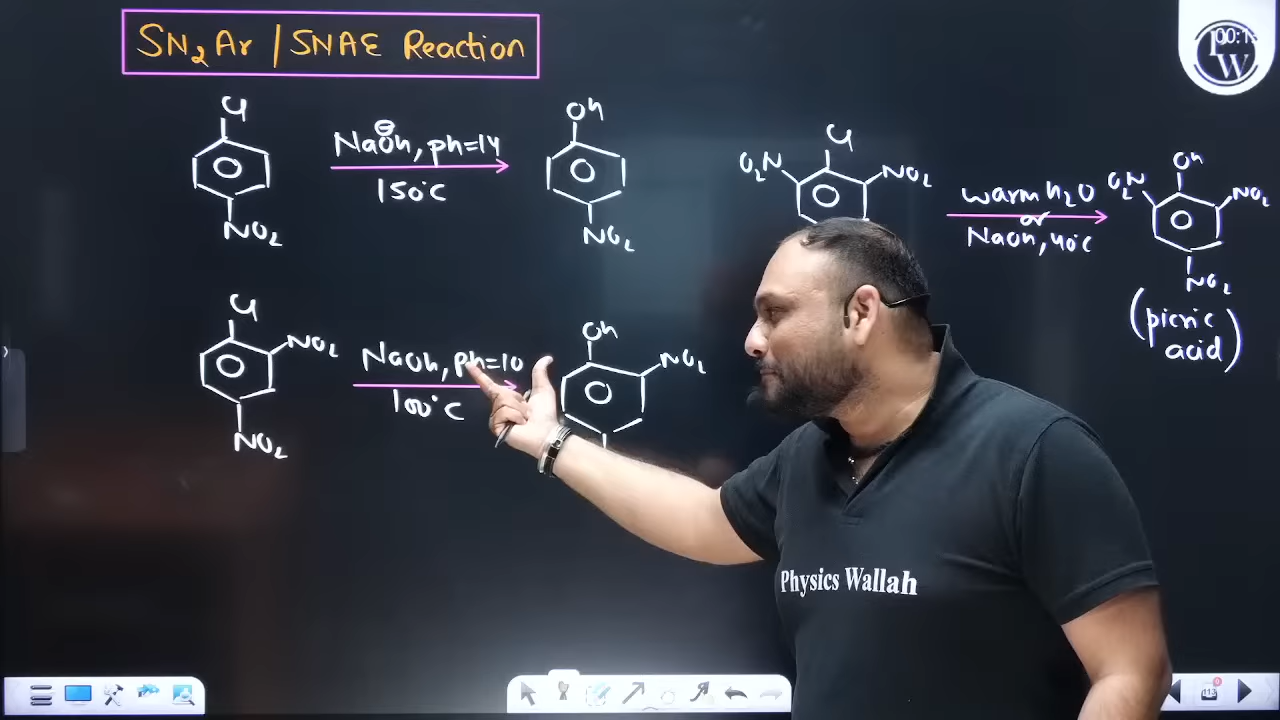 SN₂Ar / SNAE Reaction
Cl
NaOh, ph=14
⊖
150°C
NO₂
Oh
NO₂
Cl
O₂N
NO₂
warm h₂O
or
NaOh, 40°C
Oh
O₂N
NO₂
NO₂
(picric
acid)
Cl
NO₂
NO₂
NaOh, ph=10
100°C
Oh
NO₂
Physics Wallah
PW